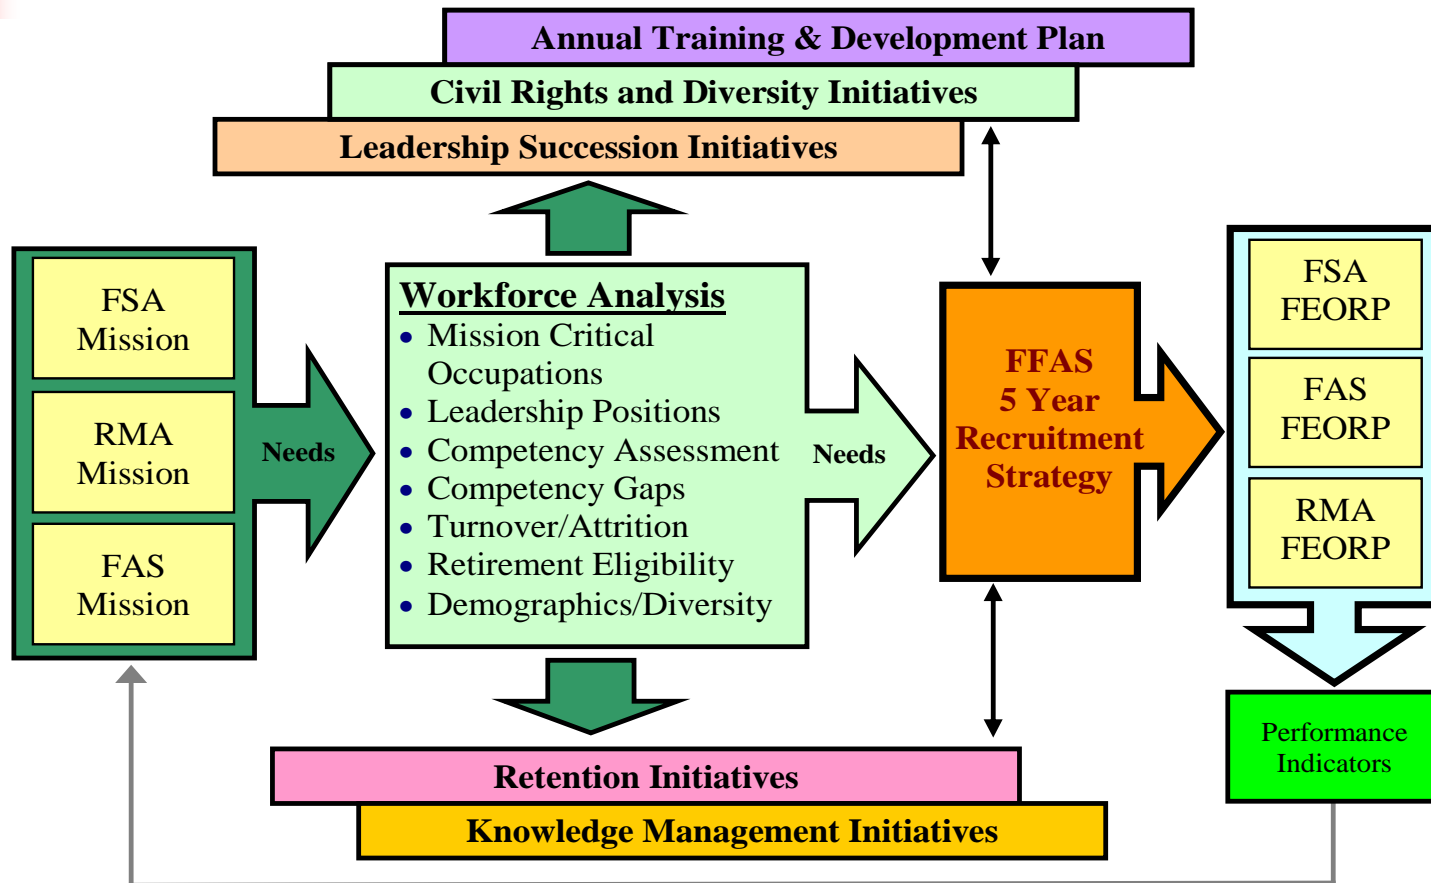 Annual Training & Development Plan
Civil Rights and Diversity Initiatives
Leadership Succession Initiatives
FSA
Mission
RMA
Mission
FAS
Mission
Needs
Workforce Analysis
• Mission Critical
Occupations
• Leadership Positions
• Competency Assessment
• Competency Gaps
• Turnover/Attrition
• Retirement Eligibility
• Demographics/Diversity
Needs
FFAS
5 Year
Recruitment
Strategy
FSA
FEORP
FAS
FEORP
RMA
FEORP
Performance
Indicators
Retention Initiatives
Knowledge Management Initiatives